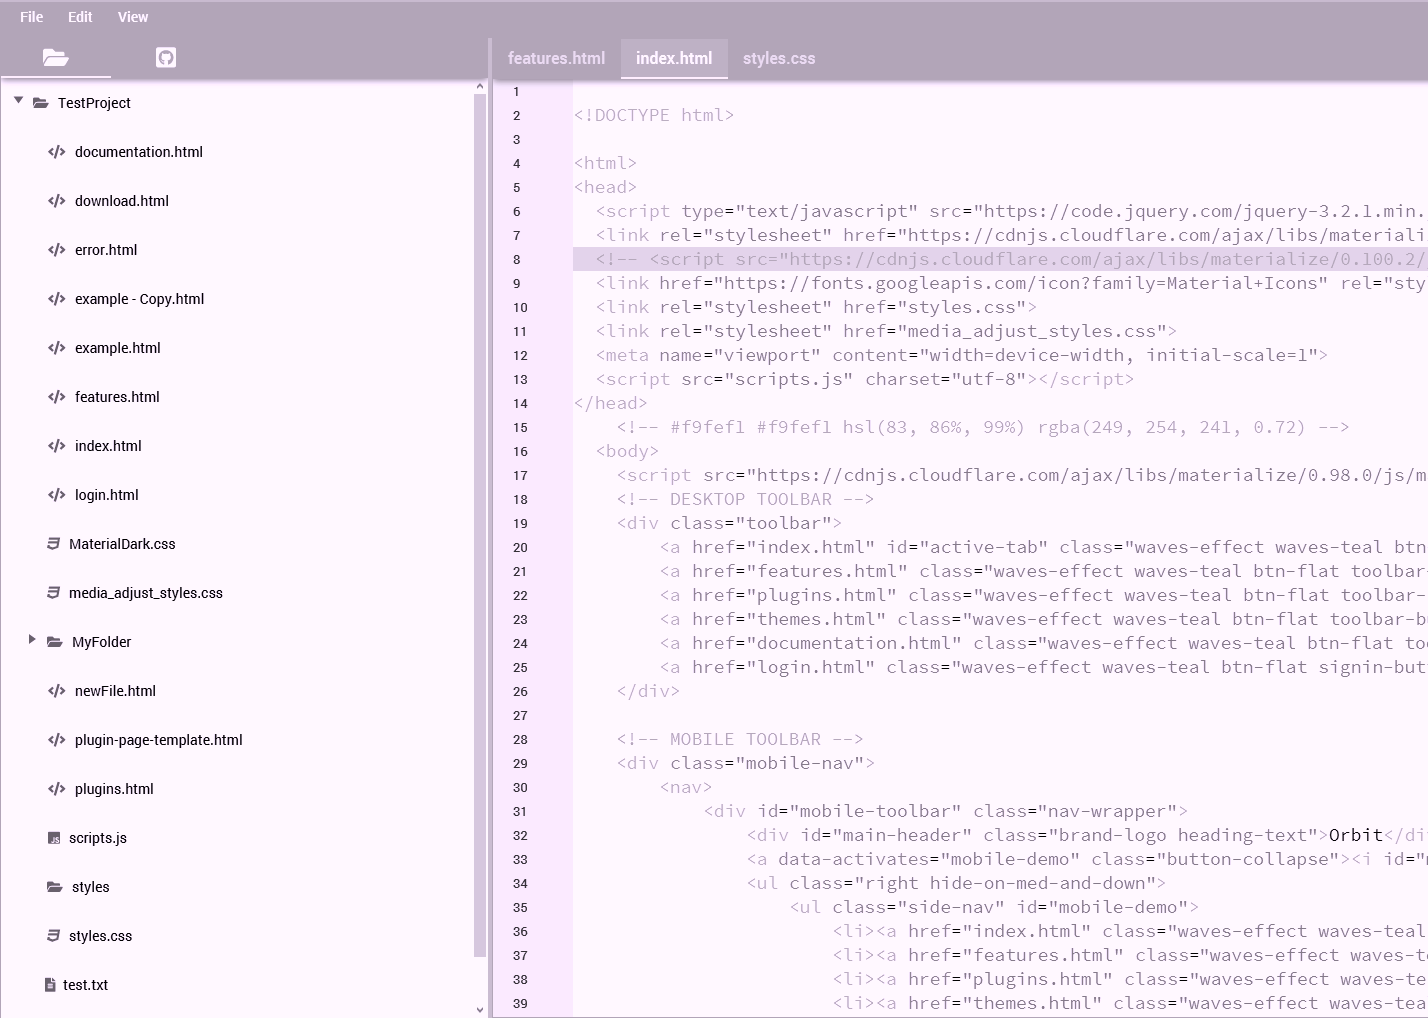 File Edit View
features.html index.html styles.css
TestProject
documentation.html
download.html
error.html
example - Copy.html
example.html
features.html
index.html
login.html
MaterialDark.css
media_adjust_styles.css
MyFolder
newFile.html
plugin-page-template.html
plugins.html
scripts.js
styles
styles.css
test.txt
1
2 <!DOCTYPE html>
3
4 <html>
5 <head>
6 <script type="text/javascript" src="https://code.jquery.com/jquery-3.2.1.min.
7 <link rel="stylesheet" href="https://cdnjs.cloudflare.com/ajax/libs/materiali
8 <!-- <script src="https://cdnjs.cloudflare.com/ajax/libs/materialize/0.100.2/
9 <link href="https://fonts.googleapis.com/icon?family=Material+Icons" rel="sty
10 <link rel="stylesheet" href="styles.css">
11 <link rel="stylesheet" href="media_adjust_styles.css">
12 <meta name="viewport" content="width=device-width, initial-scale=1">
13 <script src="scripts.js" charset="utf-8"></script>
14 </head>
15 <!-- #f9fef1 #f9fef1 hsl(83, 86%, 99%) rgba(249, 254, 241, 0.72) -->
16 <body>
17 <script src="https://cdnjs.cloudflare.com/ajax/libs/materialize/0.98.0/js/m
18 <!-- DESKTOP TOOLBAR -->
19 <div class="toolbar">
20 <a href="index.html" id="active-tab" class="waves-effect waves-teal btn
21 <a href="features.html" class="waves-effect waves-teal btn-flat toolbar-
22 <a href="plugins.html" class="waves-effect waves-teal btn-flat toolbar-
23 <a href="themes.html" class="waves-effect waves-teal btn-flat toolbar-b
24 <a href="documentation.html" class="waves-effect waves-teal btn-flat too
25 <a href="login.html" class="waves-effect waves-teal btn-flat signin-but
26 </div>
27
28 <!-- MOBILE TOOLBAR -->
29 <div class="mobile-nav">
30 <nav>
31 <div id="mobile-toolbar" class="nav-wrapper">
32 <div id="main-header" class="brand-logo heading-text">Orbit</di
33 <a data-activates="mobile-demo" class="button-collapse"><i id="m
34 <ul class="right hide-on-med-and-down">
35 <ul class="side-nav" id="mobile-demo">
36 <li><a href="index.html" class="waves-effect waves-teal
37 <li><a href="features.html" class="waves-effect waves-t
38 <li><a href="plugins.html" class="waves-effect waves-te
39 <li><a href="themes.html" class="waves-effect waves-tea